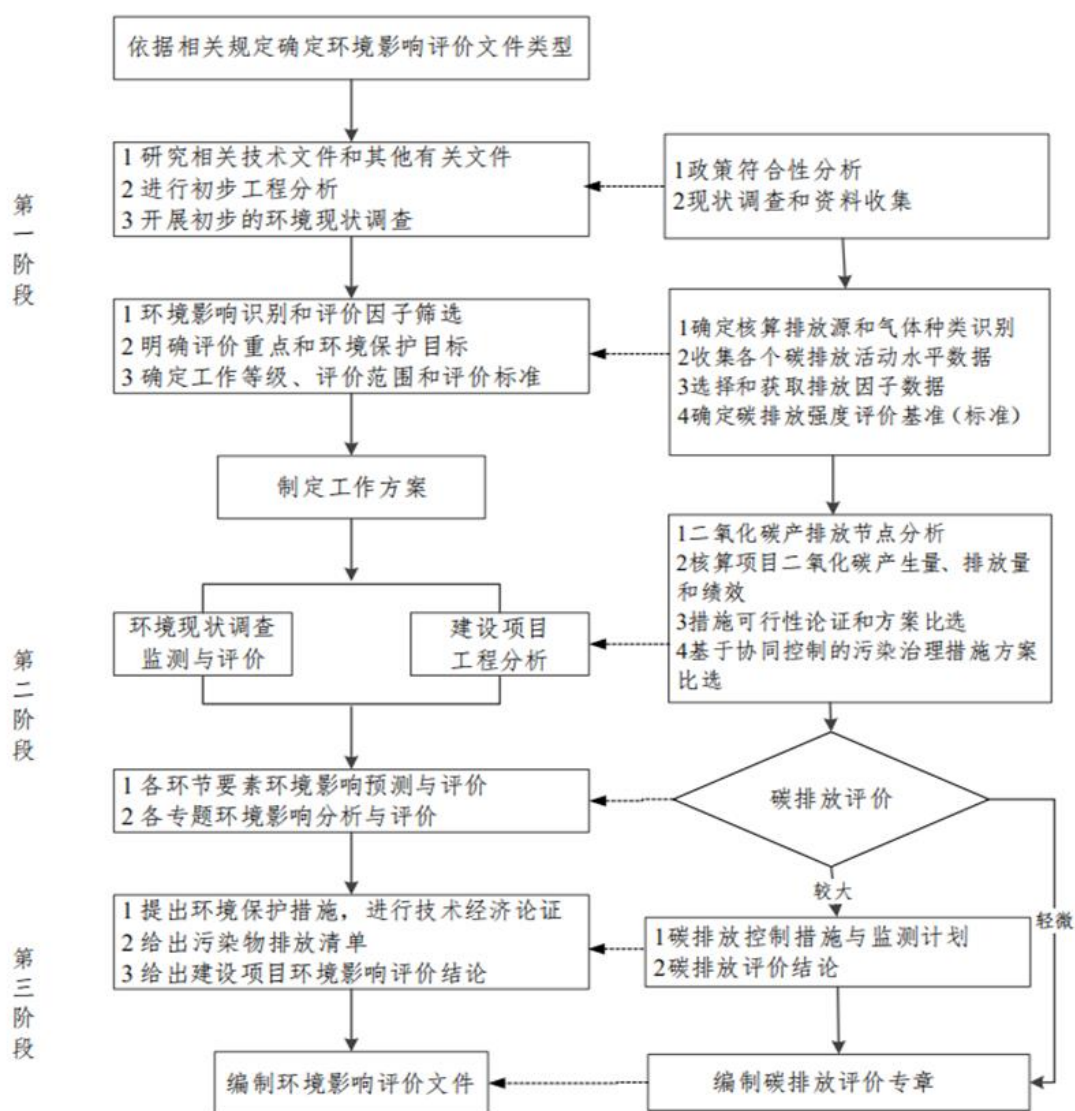 依据相关规定确定环境影响评价文件类型
第一阶段
1 研究相关技术文件和其他有关文件
2 进行初步工程分析
3 开展初步的环境现状调查
1政策符合性分析
2现状调查和资料收集
1 环境影响识别和评价因子筛选
2 明确评价重点和环境保护目标
3 确定工作等级、评价范围和评价标准
1确定核算排放源和气体种类识别
2收集各个碳排放活动水平数据
3选择和获取排放因子数据
4确定碳排放强度评价基准（标准）
制定工作方案
第二阶段
环境现状调查
监测与评价
建设项目
工程分析
1二氧化碳产排放节点分析
2核算项目二氧化碳产生量、排放量
和绩效
3措施可行性论证和方案比选
4基于协同控制的污染治理措施方案
比选
1 各环节要素环境影响预测与评价
2 各专题环境影响分析与评价
碳排放评价
较大
轻微
第三阶段
1 提出环境保护措施，进行技术经济论证
2 给出污染物排放清单
3 给出建设项目环境影响评价结论
1碳排放控制措施与监测计划
2碳排放评价结论
编制环境影响评价文件
编制碳排放评价专章